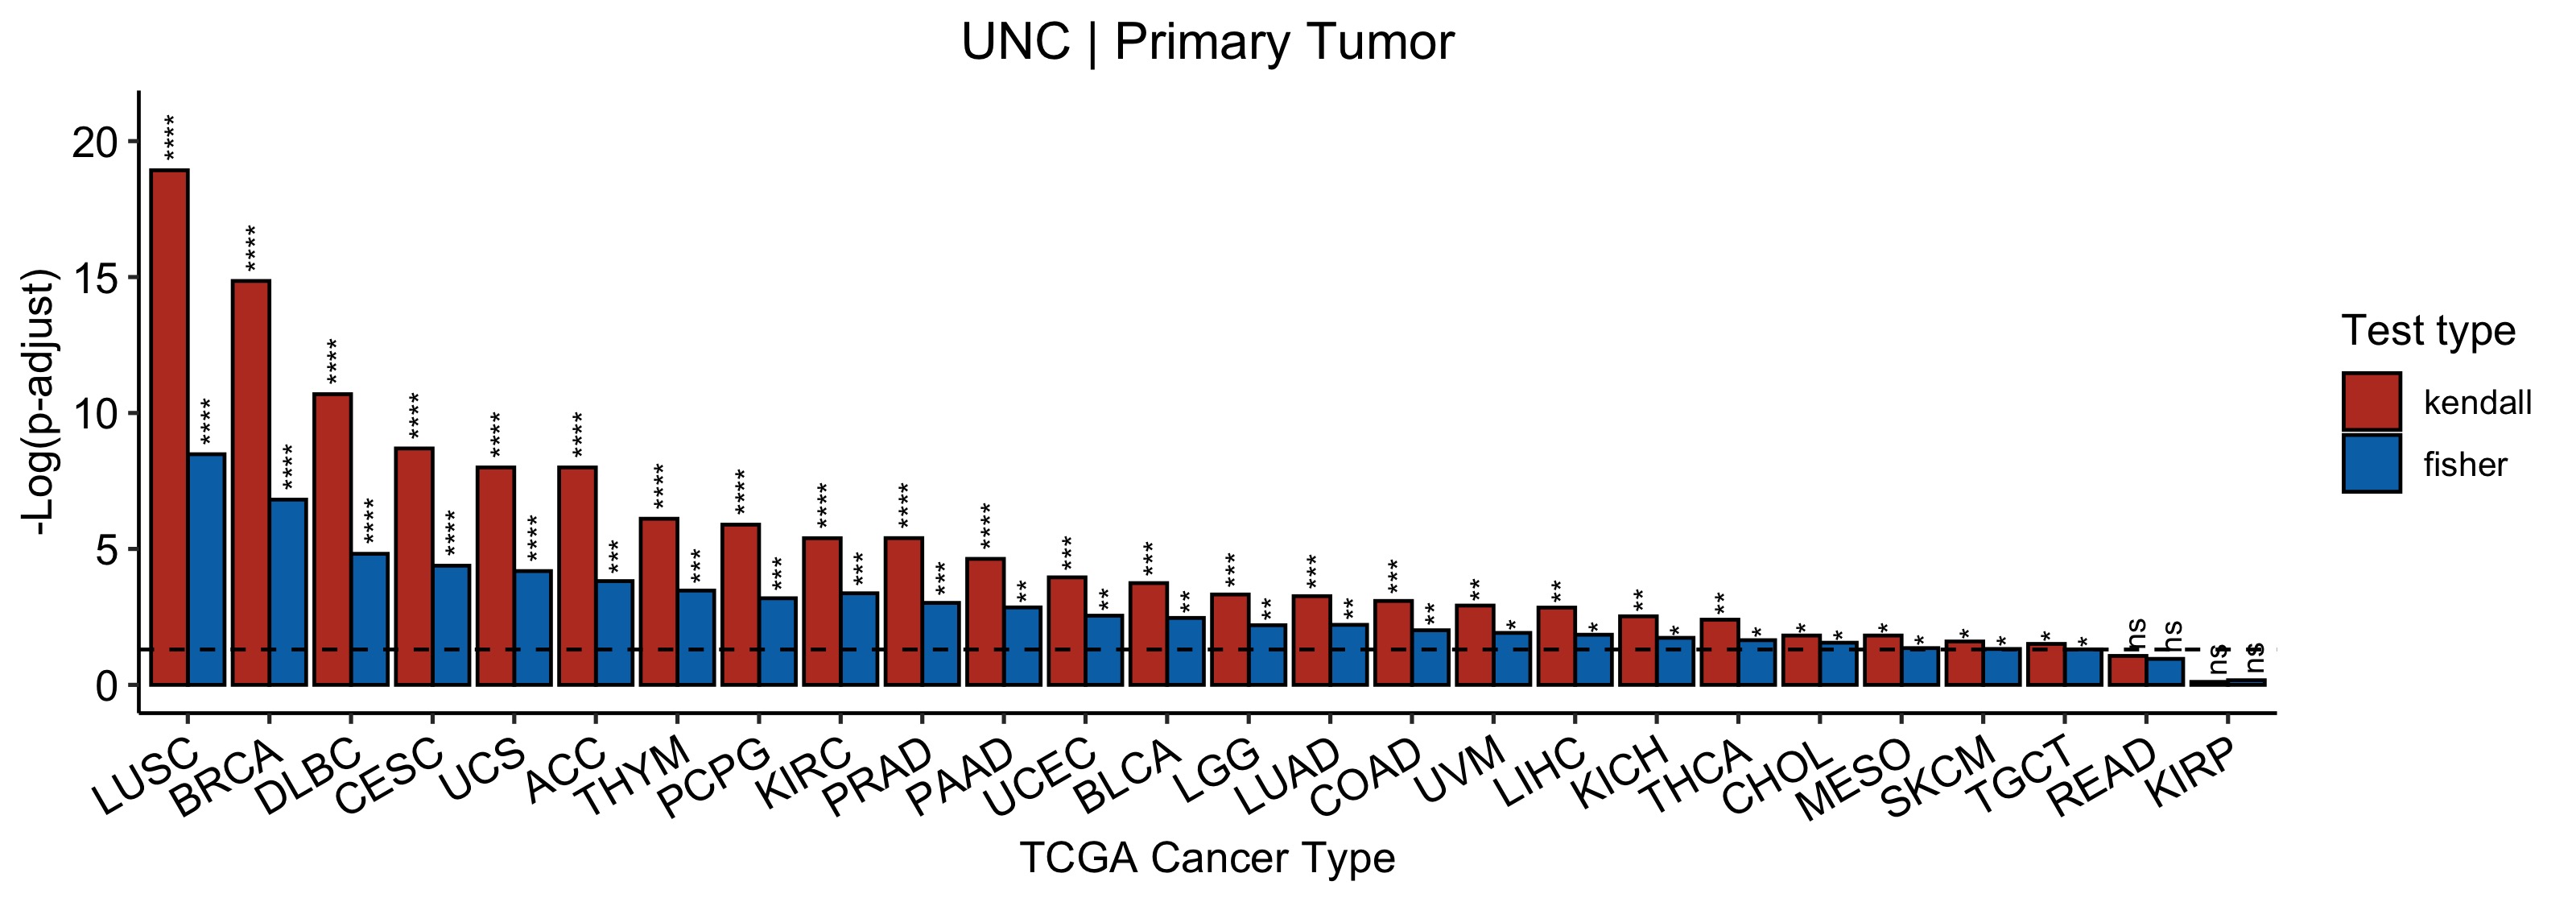 UNC | Primary Tumor
-Log(p-adjust)
20
15
10
5
0
**** **** **** **** **** **** **** **** **** **** **** *** **** *** **** *** **** *** **** *** **** ** *** ** *** ** *** ** *** ** *** ** ** * ** * ** * ** * * * * * * * * * ns ns ns ns
LUSC BRCA DLBC CESC UCS ACC THYM PCPG KIRC PRAD PAAD UCEC BLCA LGG LUAD COAD UVM LIHC KICH THCA CHOL MESO SKCM TGCT READ KIRP
TCGA Cancer Type
Test type
kendall
fisher